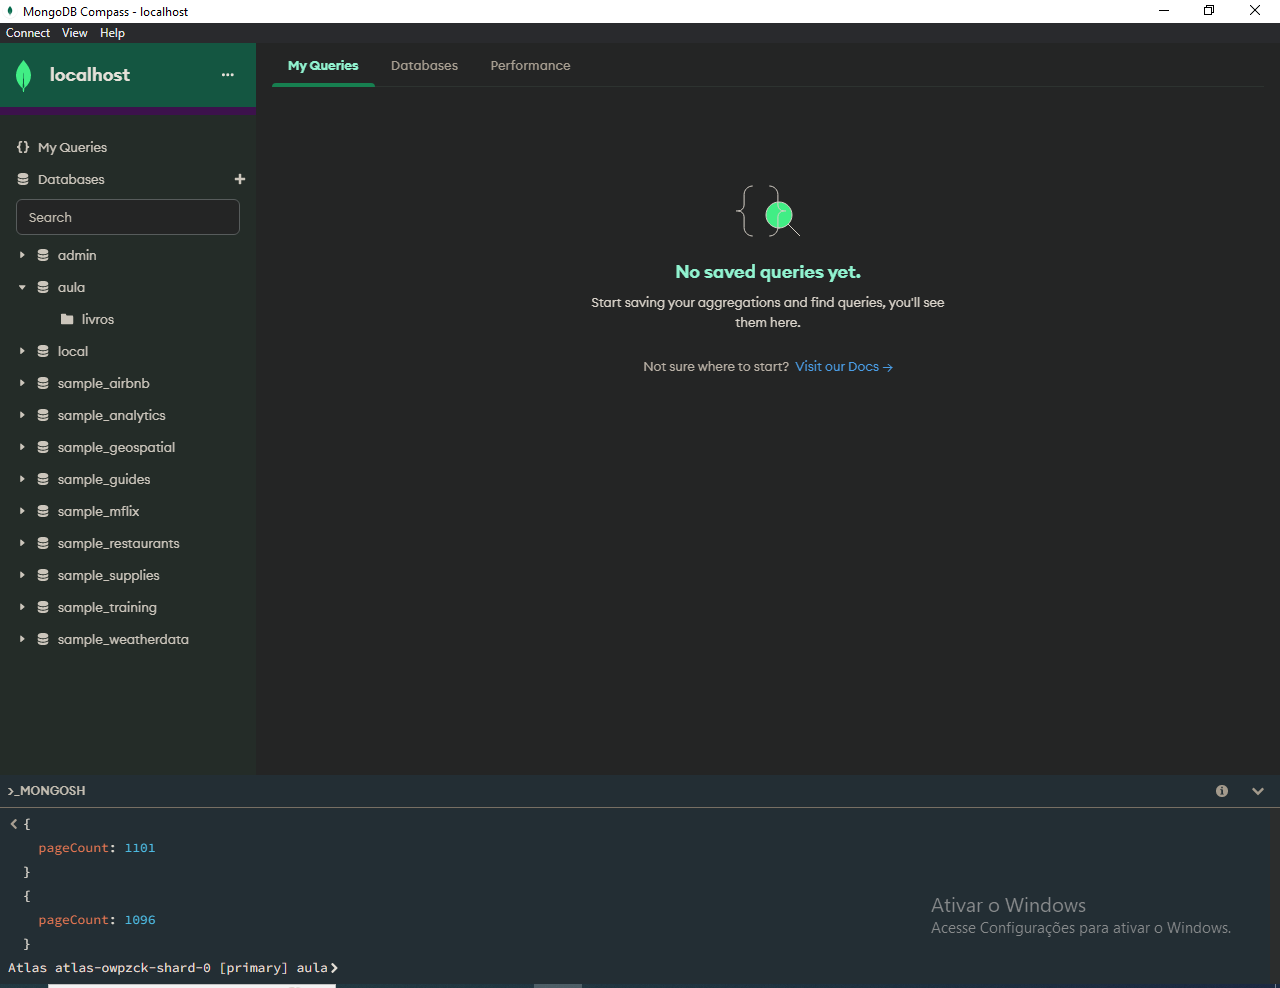 MongoDB Compass - localhost
Connect View Help
localhost
My Queries Databases Performance
{} My Queries
Databases +
Search
admin
aula
livros
local
sample_airbnb
sample_analytics
sample_geospatial
sample_guides
sample_mflix
sample_restaurants
sample_supplies
sample_training
sample_weatherdata
No saved queries yet.
Start saving your aggregations and find queries, you'll see
them here.
Not sure where to start? Visit our Docs →
>_MONGOSH
{
pageCount: 1101
}
{
pageCount: 1096
}
Atlas atlas-owpzck-shard-0 [primary] aula>
Ativar o Windows
Acesse Configurações para ativar o Windows.